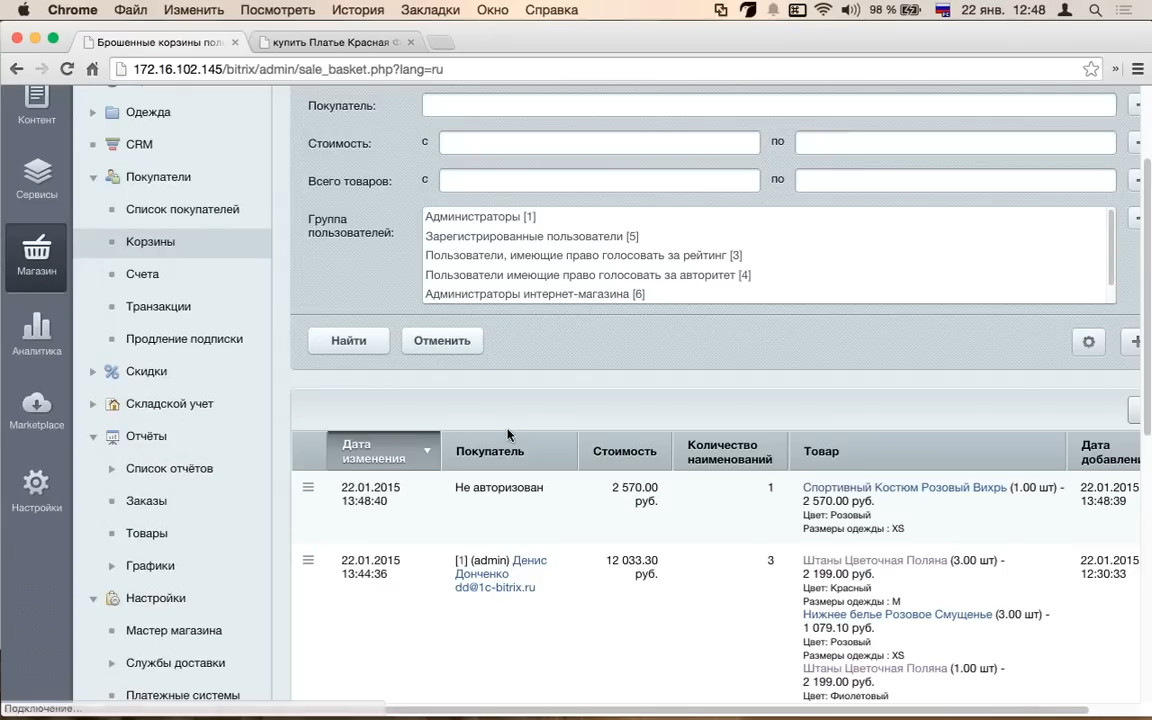 Chrome Файл Изменить Посмотреть История Закладки Окно Справка 98 % 22 янв. 12:48
Брошенные корзины пол
купить Платье Красная Ф
172.16.102.145/bitrix/admin/sale_basket.php?lang=ru
»
Контент
Сервисы
Магазин
Аналитика
Marketplace
Настройки
Одежда
CRM
Покупатели
Список покупателей
Корзины
Счета
Транзакции
Продление подписки
Скидки
Складской учет
Отчёты
Список отчётов
Заказы
Товары
Графики
Настройки
Мастер магазина
Службы доставки
Платежные системы
Покупатель:
Стоимость: с по
Всего товаров: с по
Группа
пользователей:
Администраторы [1]
Зарегистрированные пользователи [5]
Пользователи, имеющие право голосовать за рейтинг [3]
Пользователи имеющие право голосовать за авторитет [4]
Администраторы интернет-магазина [6]
Найти Отменить
Дата
изменения
Покупатель
Стоимость
Количество
наименований
Товар
Дата
добавлени
22.01.2015
13:48:40
Не авторизован
2 570.00
руб.
1
Спортивный Костюм Розовый Вихрь (1.00 шт) -
2 570.00 руб.
Цвет: Розовый
Размеры одежды : XS
22.01.2015
13:48:39
22.01.2015
13:44:36
[1] (admin) Денис
Донченко
dd@1c-bitrix.ru
12 033.30
руб.
3
Штаны Цветочная Поляна (3.00 шт) -
2 199.00 руб.
Цвет: Красный
Размеры одежды : M
Нижнее белье Розовое Смущенье (3.00 шт) -
1 079.10 руб.
Цвет: Розовый
Размеры одежды : XS
Штаны Цветочная Поляна (1.00 шт) -
2 199.00 руб.
Цвет: Фиолетовый
22.01.2015
12:30:33
Подключение...